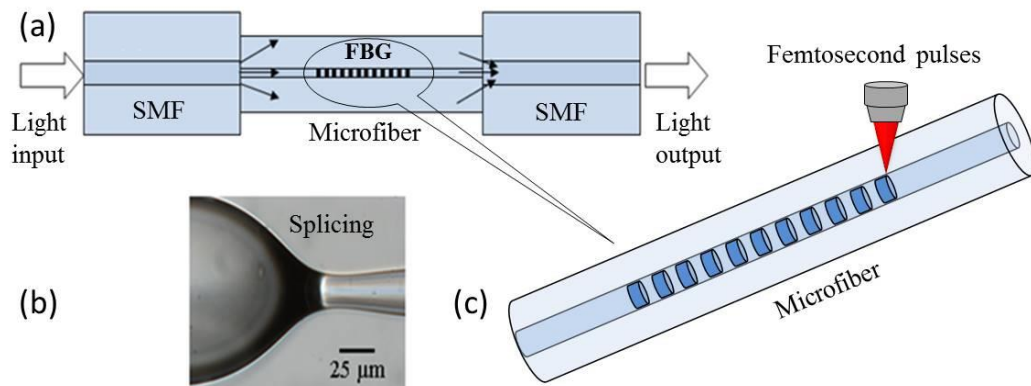 (a)
FBG
SMF
SMF
Microfiber
Light
input
Light
output
Femtosecond pulses
(b)
Splicing
25 μm
(c)
Microfiber